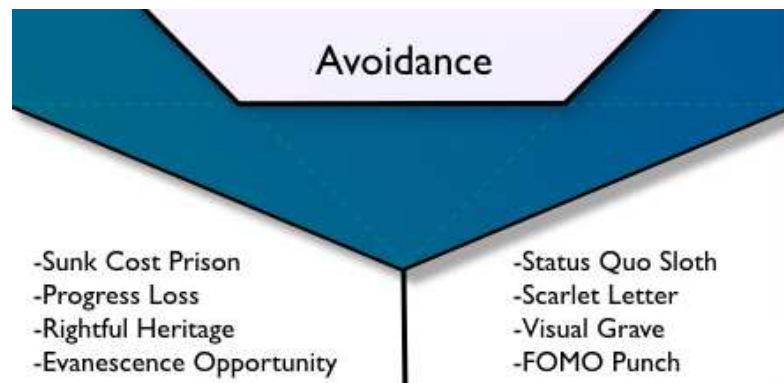 Avoidance
-Sunk Cost Prison
-Progress Loss
-Rightful Heritage
-Evanescence Opportunity
-Status Quo Sloth
-Scarlet Letter
-Visual Grave
-FOMO Punch